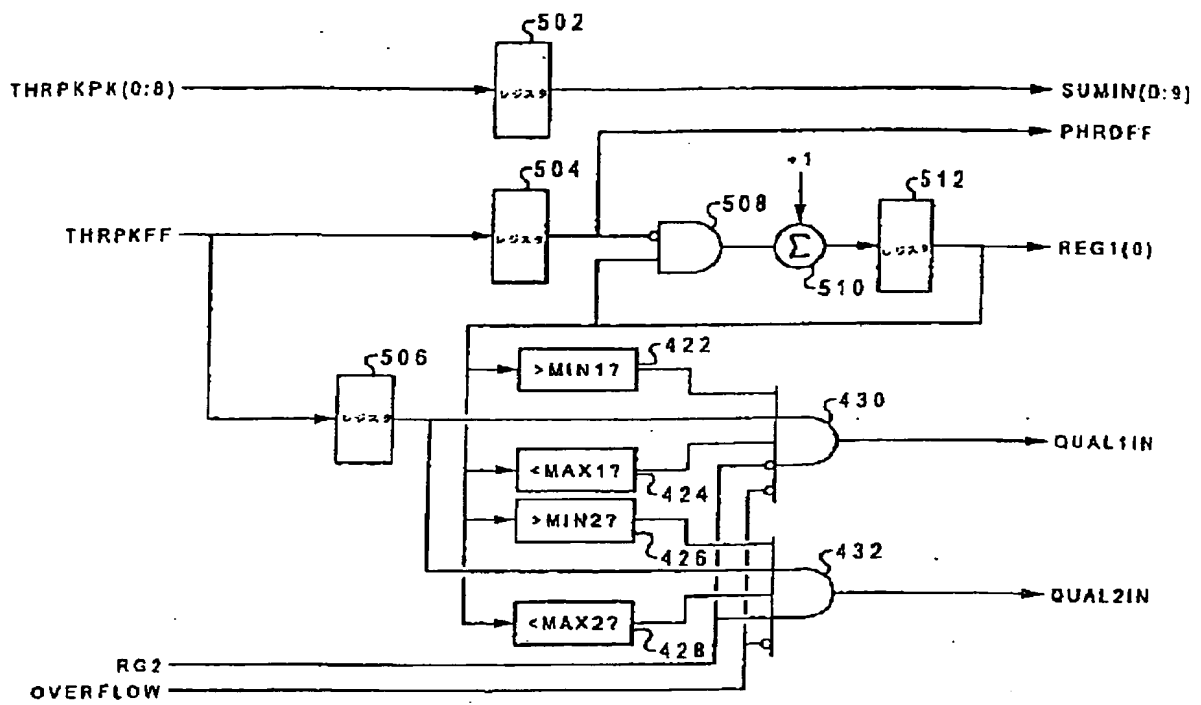 502
THRPKPK(0:8)
レジスタ
SUMIN(0:9)
PHRDFF
504
+1
512
508
THRPKFF
レジスタ
Σ
レジスタ
REG1(0)
510
506
422
>MIN1?
430
レジスタ
QUAL1IN
<MAX1?
424
>MIN2?
426
432
QUAL2IN
<MAX2?
428
RG2
OVERFLOW